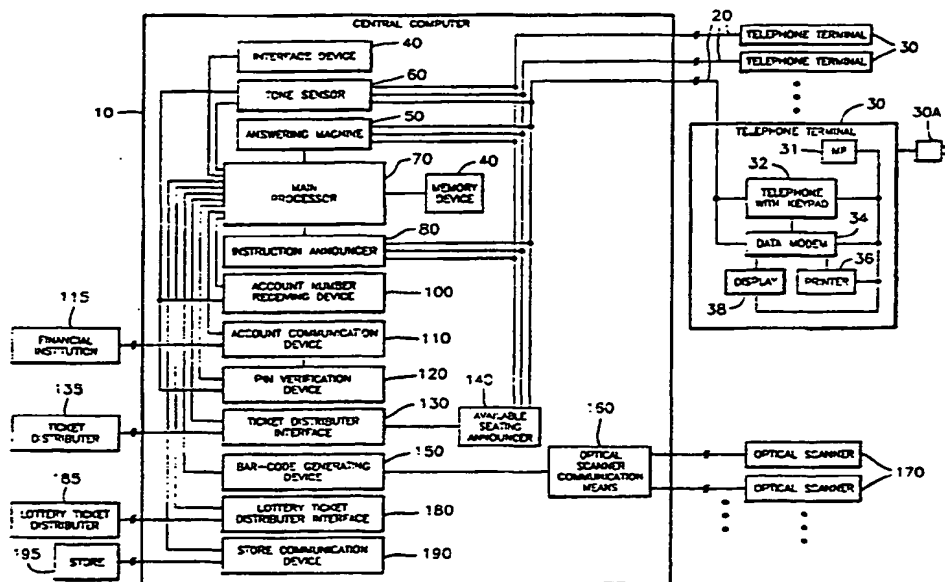 CENTRAL COMPUTER
10
INTERFACE DEVICE
40
TONE SENSOR
60
ANSWERING MACHINE
50
MAIN
PROCESSOR
70
MEMORY
DEVICE
40
INSTRUCTION ANNOUNCER
80
ACCOUNT NUMBER
RECEIVING DEVICE
100
ACCOUNT COMMUNICATION
DEVICE
110
PIN VERIFICATION
DEVICE
120
TICKET DISTRIBUTER
INTERFACE
130
AVAILABLE
SEATING
ANNOUNCER
140
BAR-CODE GENERATING
DEVICE
150
OPTICAL
SCANNER
COMMUNICATION
MEANS
160
LOTTERY TICKET
DISTRIBUTER INTERFACE
180
STORE COMMUNICATION
DEVICE
190
115
FINANCIAL
INSTITUTION
135
TICKET
DISTRIBUTER
185
LOTTERY TICKET
DISTRIBUTER
195
STORE
20
TELEPHONE TERMINAL
TELEPHONE TERMINAL
30
30
TELEPHONE TERMINAL
30A
31
MP
32
TELEPHONE
WITH KEYPAD
34
DATA MODEM
36
DISPLAY
PRINTER
38
OPTICAL SCANNER
OPTICAL SCANNER
170